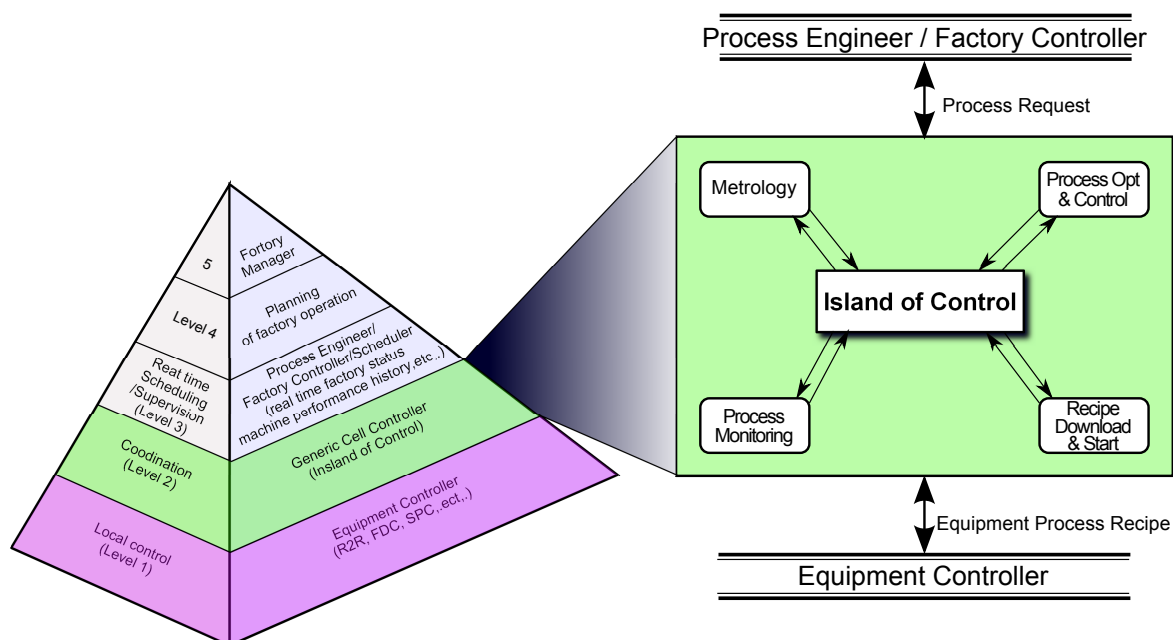 5
Fortory
Manager
Level 4
Planning
of factory operation
Reat time
Scheduling
/Supervision
(Level 3)
Process Engineer/
Factory Controller/Scheduler
(real time factory status
machine performance history,etc..)
Coodination
(Level 2)
Generic Cell Controller
(Insland of Control)
Local control
(Level 1)
Equipment Controller
(R2R, FDC, SPC,.ect,.)
Process Engineer / Factory Controller
Process Request
Metrology
Process Opt
& Control
Island of Control
Process
Monitoring
Recipe
Download
& Start
Equipment Process Recipe
Equipment Controller